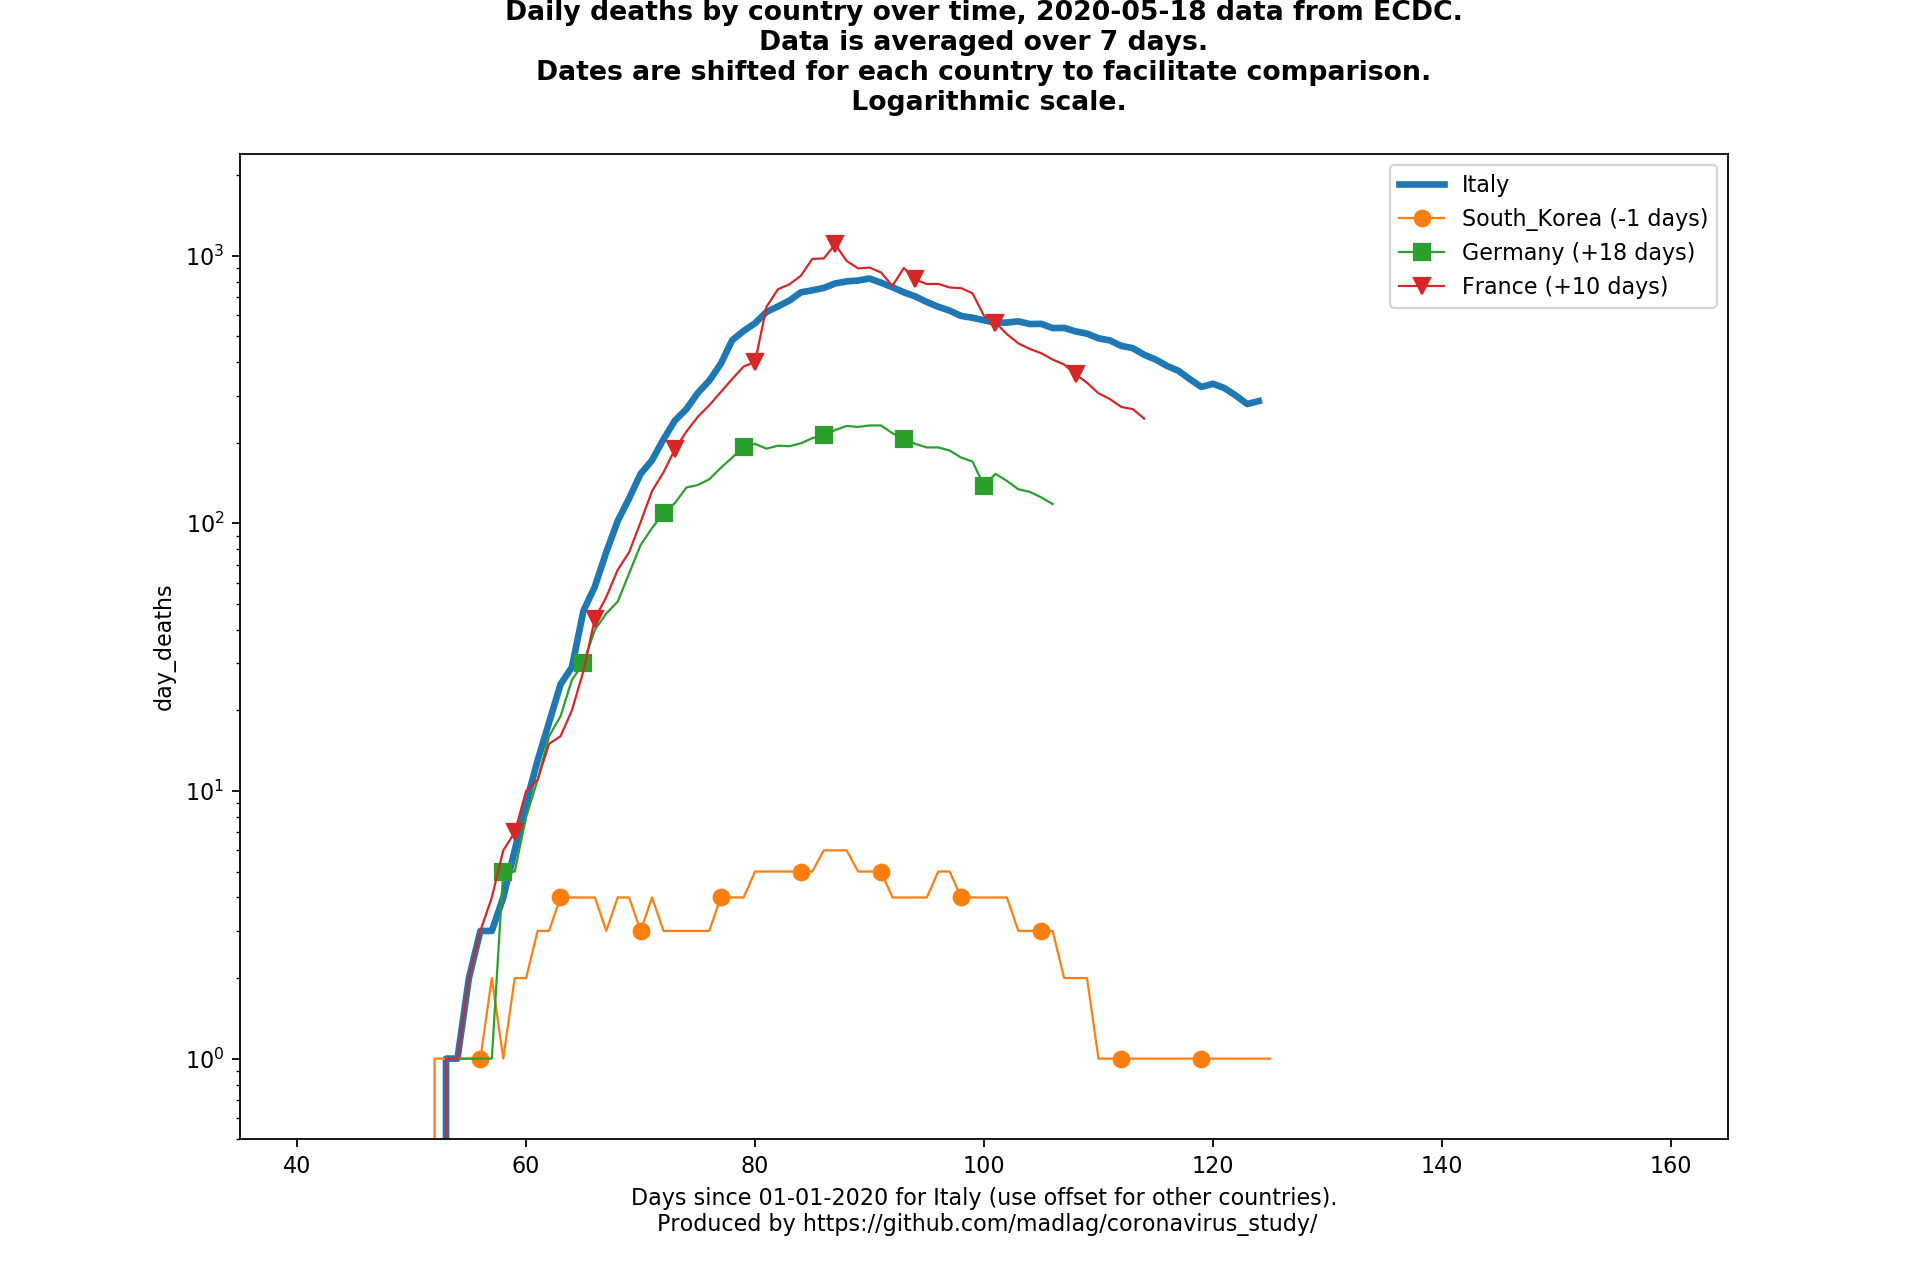 Daily deaths by country over time, 2020-05-18 data from ECDC.
Data is averaged over 7 days.
Dates are shifted for each country to facilitate comparison.
Logarithmic scale.
Italy
South_Korea (-1 days)
Germany (+18 days)
France (+10 days)
10³
10²
10¹
10⁰
day_deaths
40 60 80 100 120 140 160
Days since 01-01-2020 for Italy (use offset for other countries).
Produced by https://github.com/madlag/coronavirus_study/